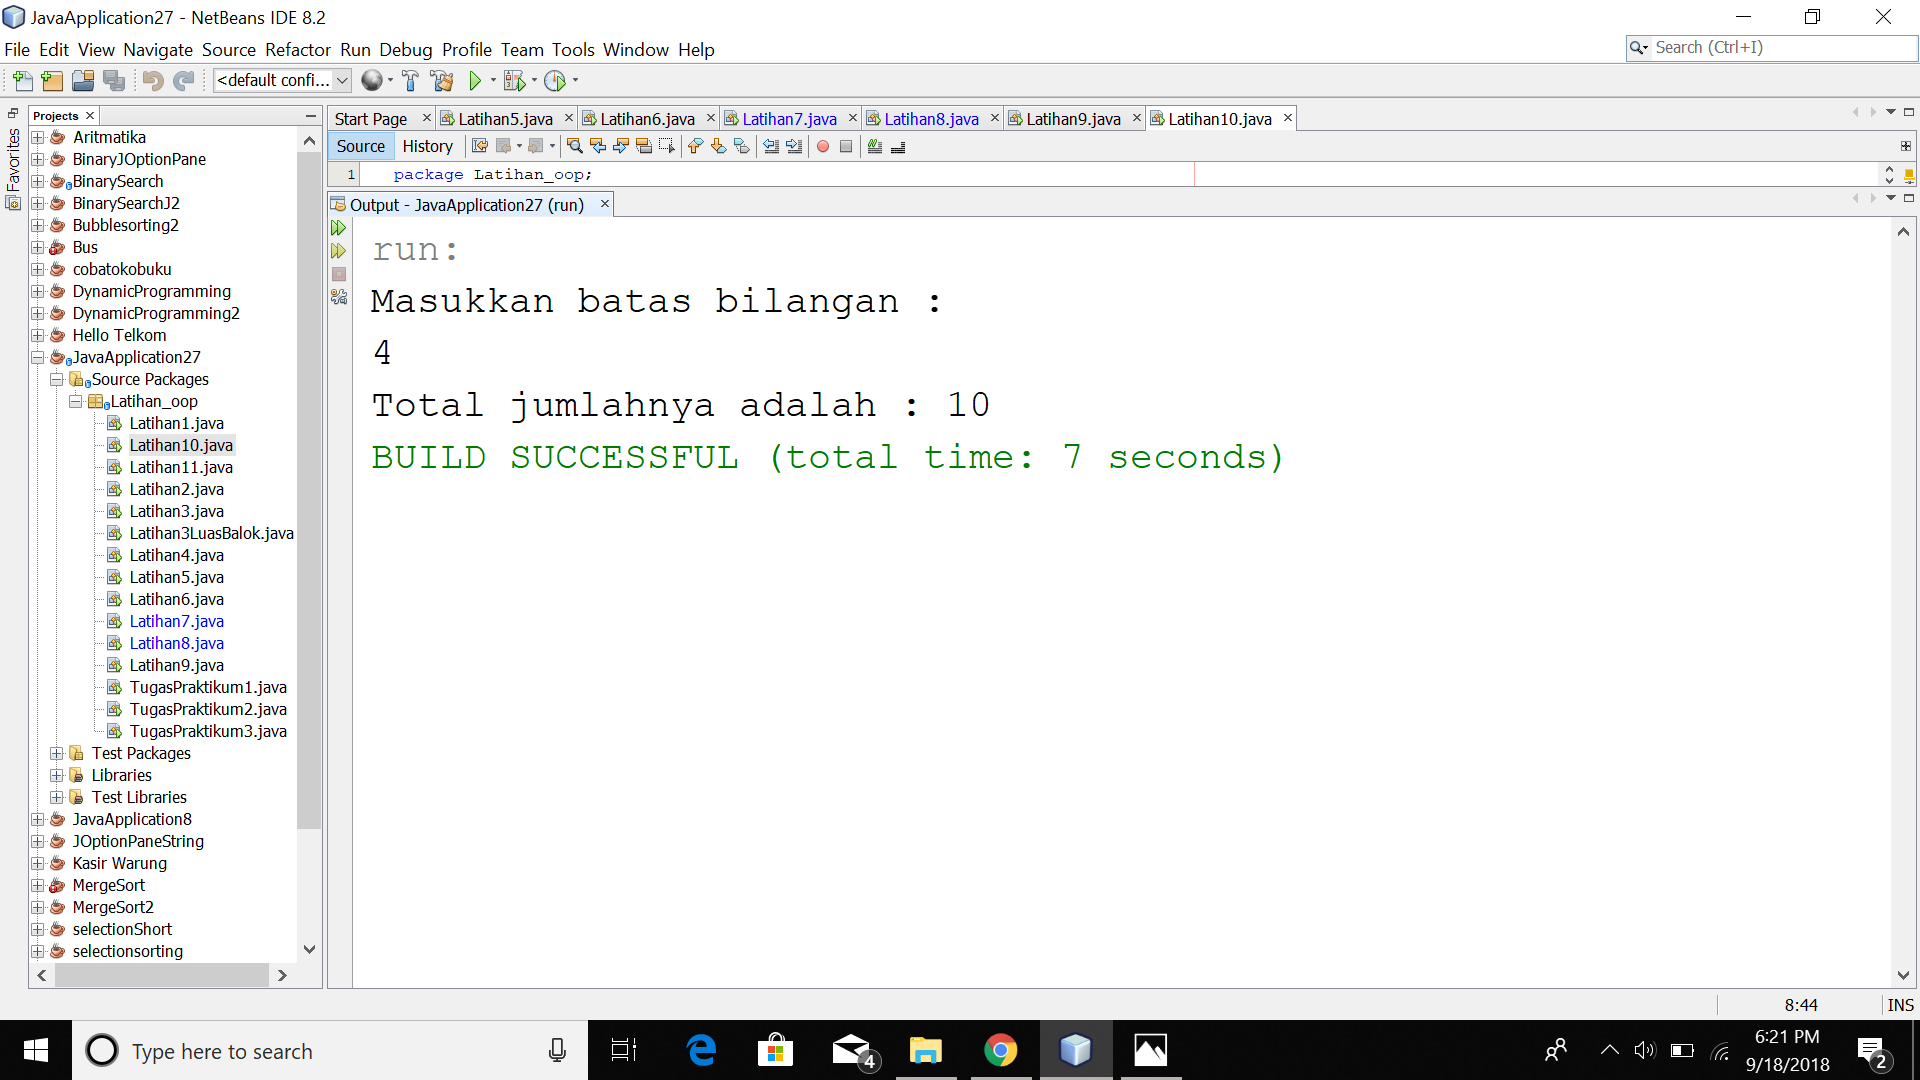 JavaApplication27 - NetBeans IDE 8.2
File Edit View Navigate Source Refactor Run Debug Profile Team Tools Window Help
Search (Ctrl+I)
<default confi...
Favorites
Projects
Aritmatika
BinaryJOptionPane
BinarySearch
BinarySearchJ2
Bubblesorting2
Bus
cobatokobuku
DynamicProgramming
DynamicProgramming2
Hello Telkom
JavaApplication27
Source Packages
Latihan_oop
Latihan1.java
Latihan10.java
Latihan11.java
Latihan2.java
Latihan3.java
Latihan3LuasBalok.java
Latihan4.java
Latihan5.java
Latihan6.java
Latihan7.java
Latihan8.java
Latihan9.java
TugasPraktikum1.java
TugasPraktikum2.java
TugasPraktikum3.java
Test Packages
Libraries
Test Libraries
JavaApplication8
JOptionPaneString
Kasir Warung
MergeSort
MergeSort2
selectionShort
selectionsorting
Start Page Latihan5.java Latihan6.java Latihan7.java Latihan8.java Latihan9.java Latihan10.java
Source History
1 package Latihan_oop;
Output - JavaApplication27 (run)
run:
Masukkan batas bilangan :
4
Total jumlahnya adalah : 10
BUILD SUCCESSFUL (total time: 7 seconds)
8:44 INS
Type here to search
4
6:21 PM
9/18/2018
2